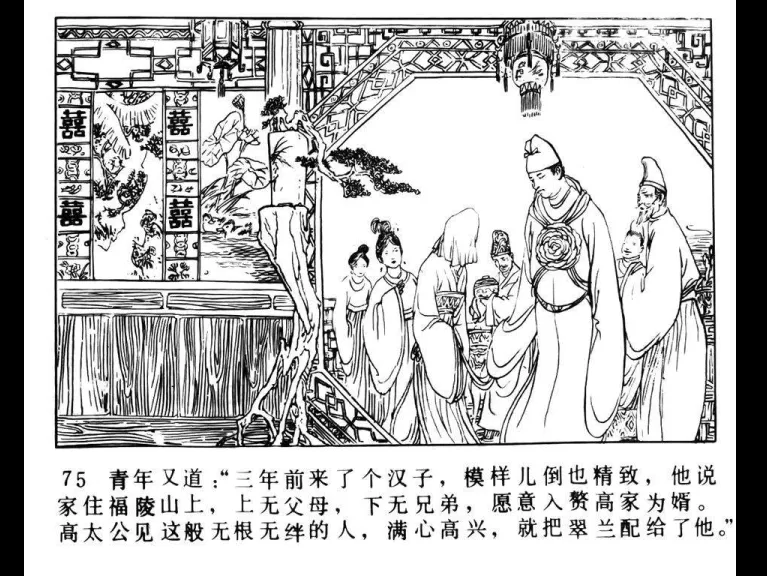 囍
囍
囍
囍
75 青年又道:“三年前来了个汉子，模样儿倒也精致，他说
家住福陵山上，上无父母，下无兄弟，愿意入赘高家为婿。
高太公见这般无根无绊的人，满心高兴，就把翠兰配给了他。”